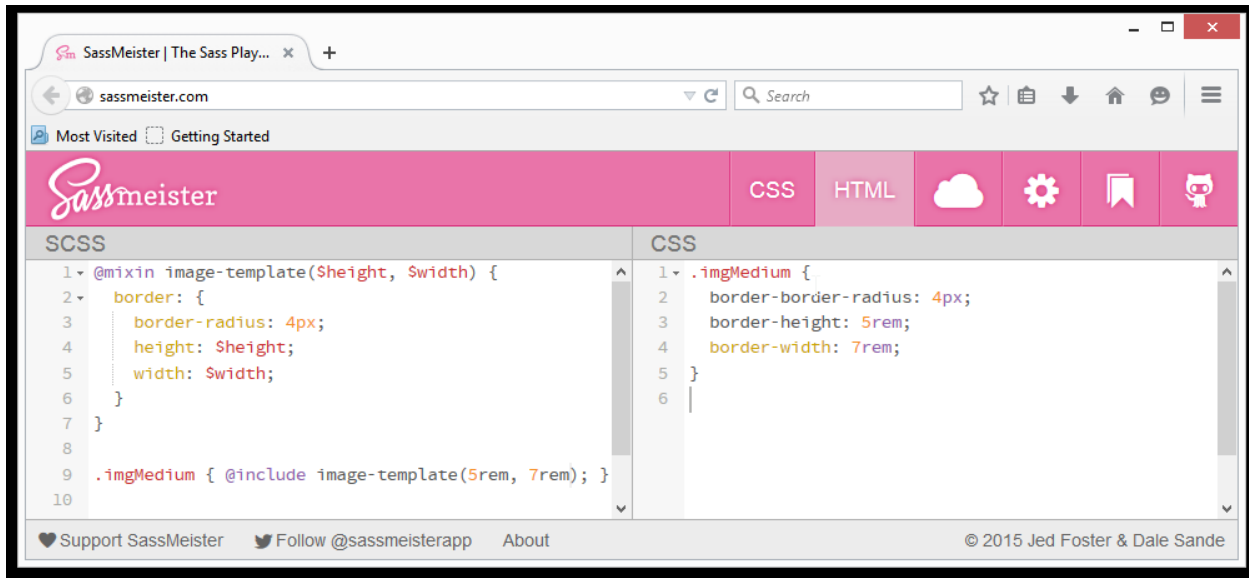 Sm SassMeister | The Sass Play... × +
sassmeister.com Search
Most Visited Getting Started
Sassmeister CSS HTML
SCSS
1 @mixin image-template($height, $width) {
2 border: {
3 border-radius: 4px;
4 height: $height;
5 width: $width;
6 }
7 }
8
9 .imgMedium { @include image-template(5rem, 7rem); }
10
CSS
1 .imgMedium {
2 border-border-radius: 4px;
3 border-height: 5rem;
4 border-width: 7rem;
5 }
6
Support SassMeister Follow @sassmeisterapp About © 2015 Jed Foster & Dale Sande